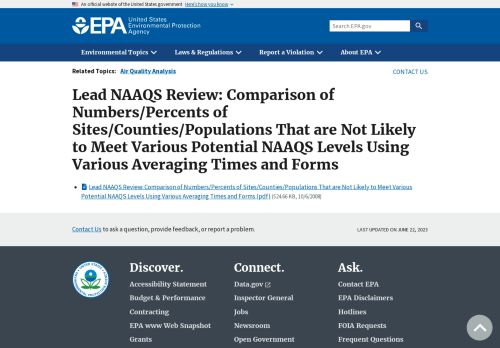 An official website of the United States government Here's how you know
EPA
United States
Environmental Protection
Agency
Search EPA.gov
Environmental Topics
Laws & Regulations
Report a Violation
About EPA
Related Topics: Air Quality Analysis
CONTACT US
Lead NAAQS Review: Comparison of
Numbers/Percents of
Sites/Counties/Populations That are Not Likely
to Meet Various Potential NAAQS Levels Using
Various Averaging Times and Forms
Lead NAAQS Review: Comparison of Numbers/Percents of Sites/Counties/Populations That are Not Likely to Meet Various
Potential NAAQS Levels Using Various Averaging Times and Forms (pdf) (524.66 KB, 10/6/2008)
Contact Us to ask a question, provide feedback, or report a problem.
LAST UPDATED ON JUNE 22, 2023
Discover.
Connect.
Ask.
Accessibility Statement
Data.gov
Contact EPA
Budget & Performance
Inspector General
EPA Disclaimers
Contracting
Jobs
Hotlines
EPA www Web Snapshot
Newsroom
FOIA Requests
Grants
Open Government
Frequent Questions